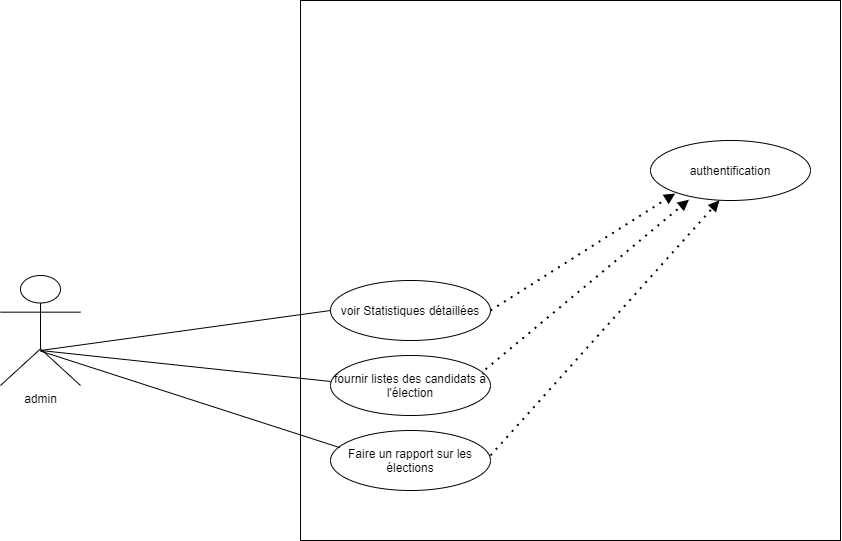 authentification
voir Statistiques détaillées
fournir listes des candidats a
l'élection
admin
Faire un rapport sur les
élections